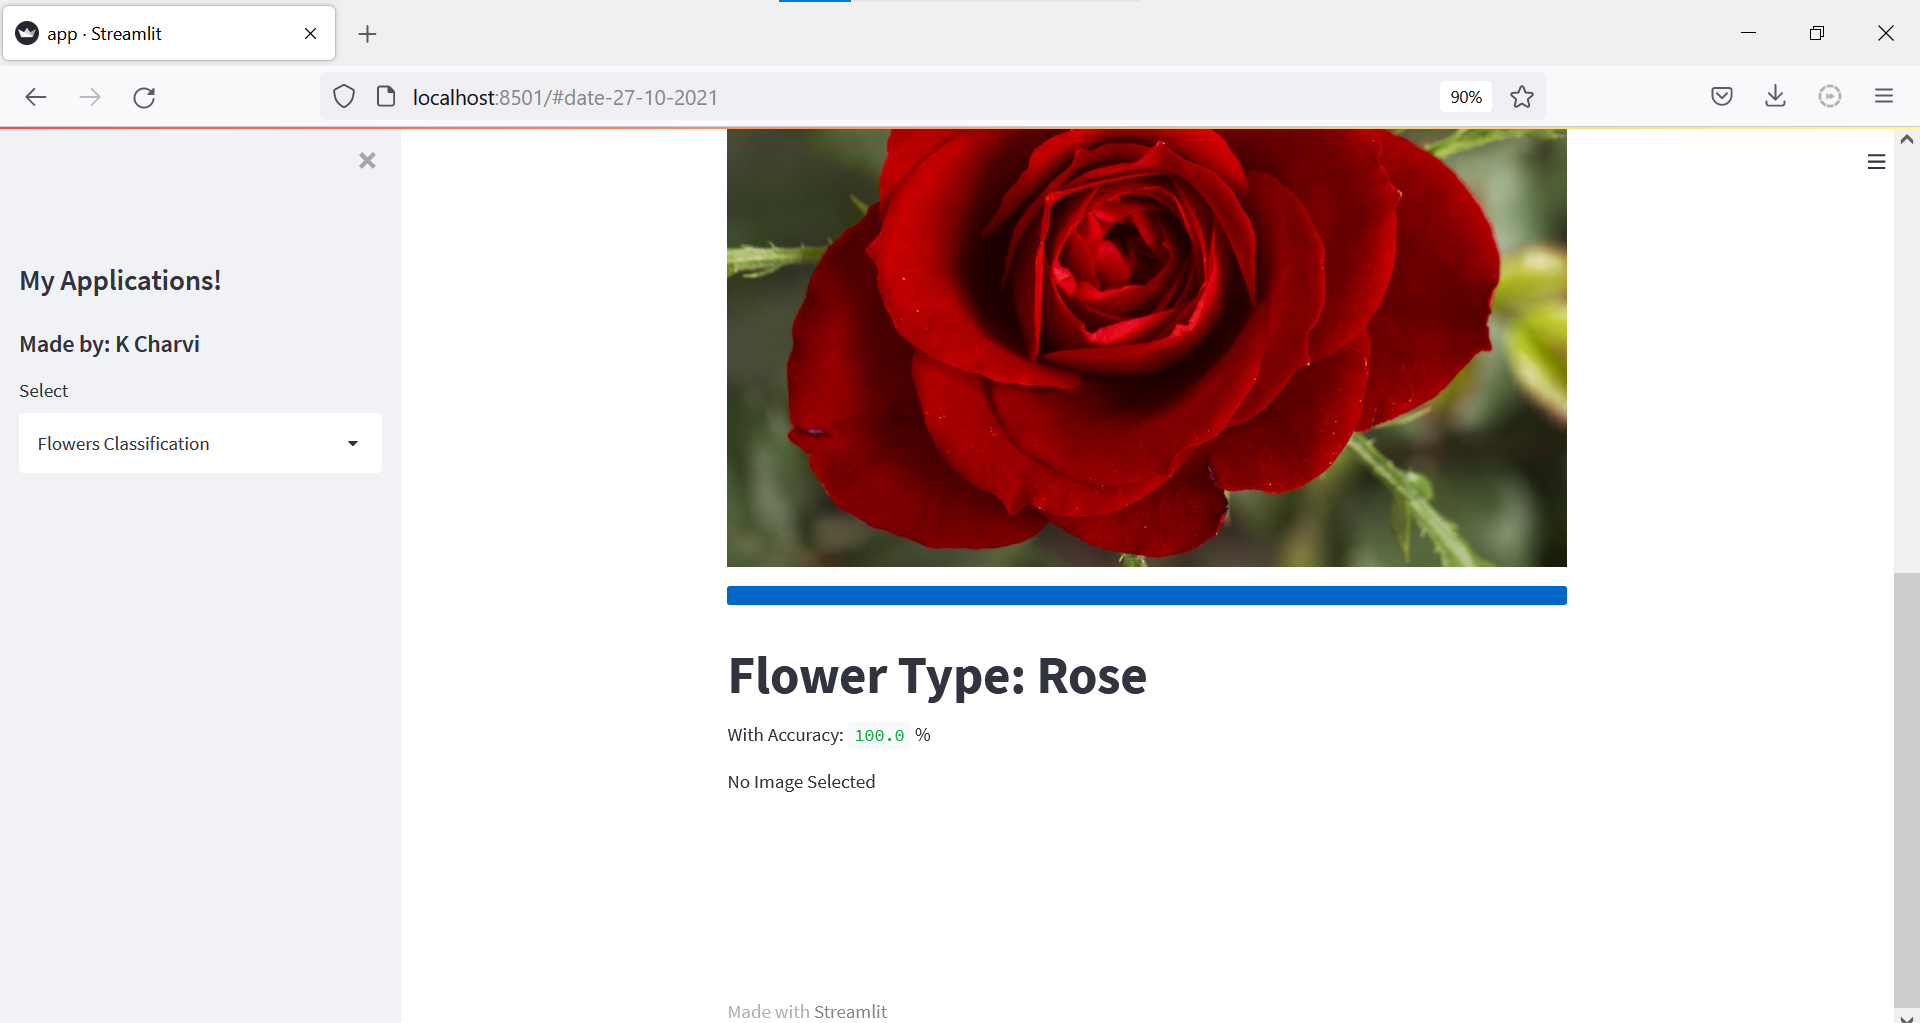 app · Streamlit
localhost:8501/#date-27-10-2021
90%
My Applications!
Made by: K Charvi
Select
Flowers Classification
Flower Type: Rose
With Accuracy: 100.0 %
No Image Selected
Made with Streamlit